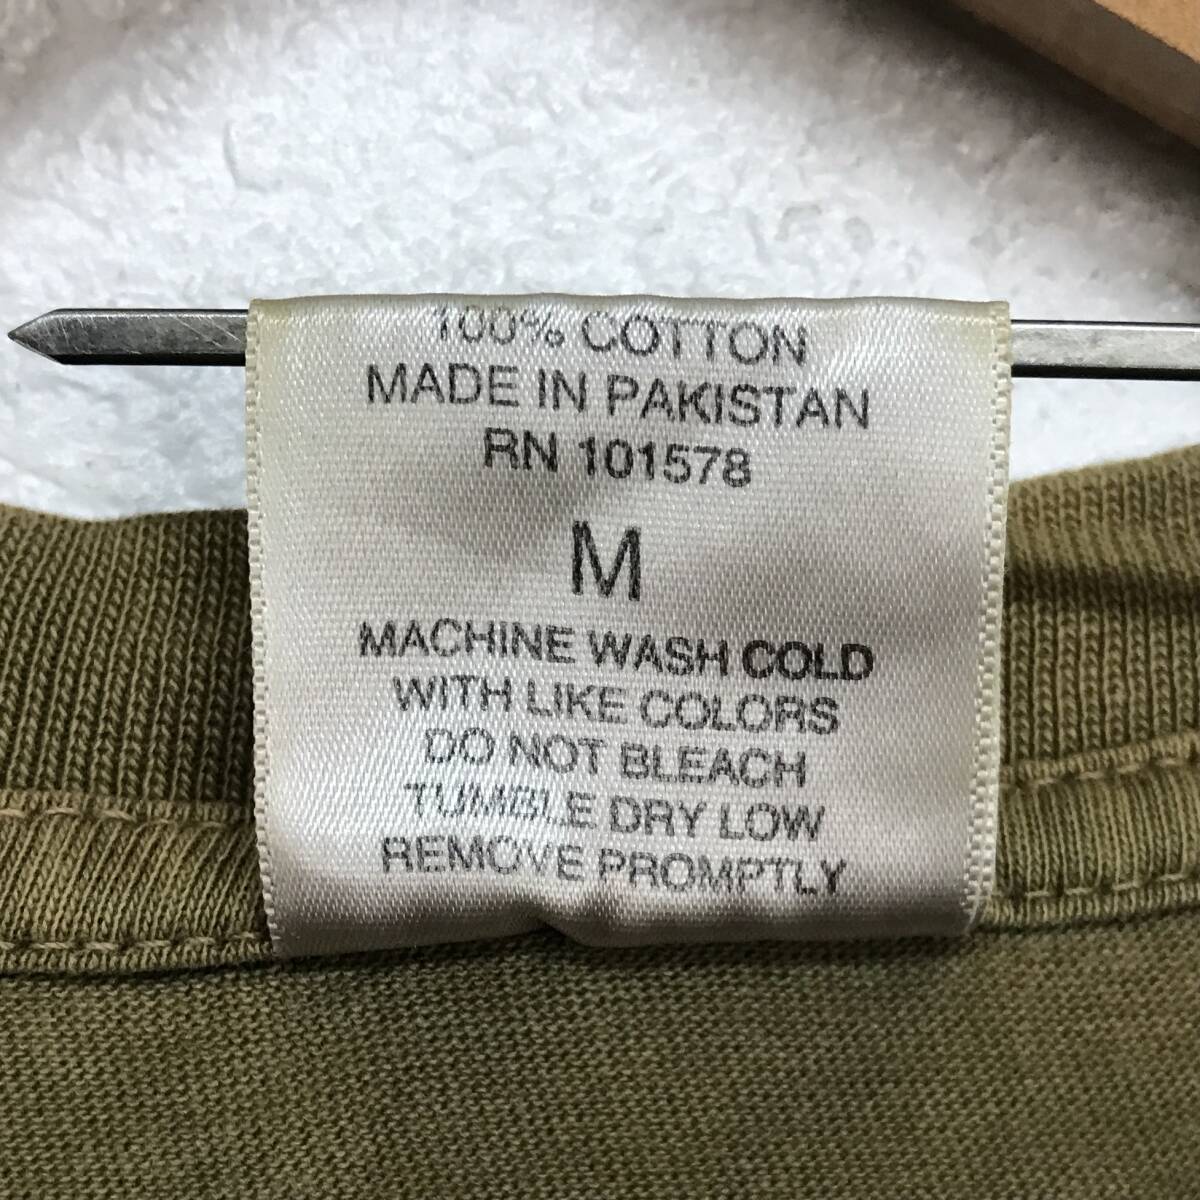 100% COTTON
MADE IN PAKISTAN
RN 101578
M
MACHINE WASH COLD
WITH LIKE COLORS
DO NOT BLEACH
TUMBLE DRY LOW
REMOVE PROMPTLY